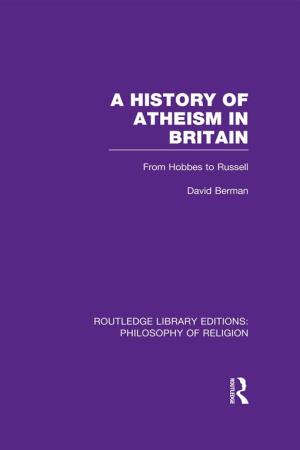 A HISTORY OF
ATHEISM IN
BRITAIN
From Hobbes to Russell
David Berman
ROUTLEDGE LIBRARY EDITIONS:
PHILOSOPHY OF RELIGION
ROUTLEDGE